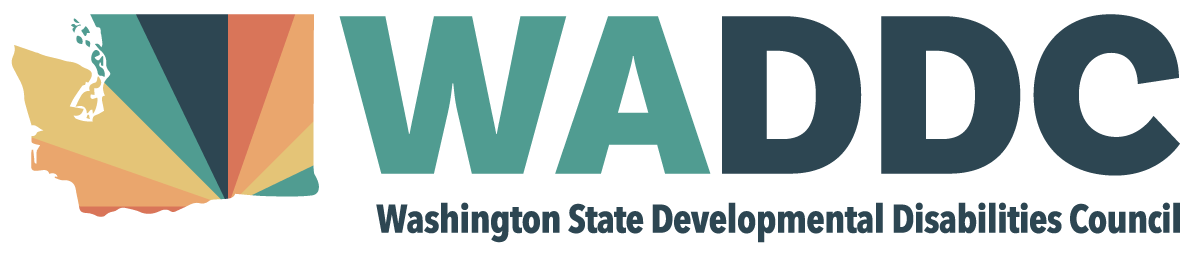 WADDC
Washington State Developmental Disabilities Council